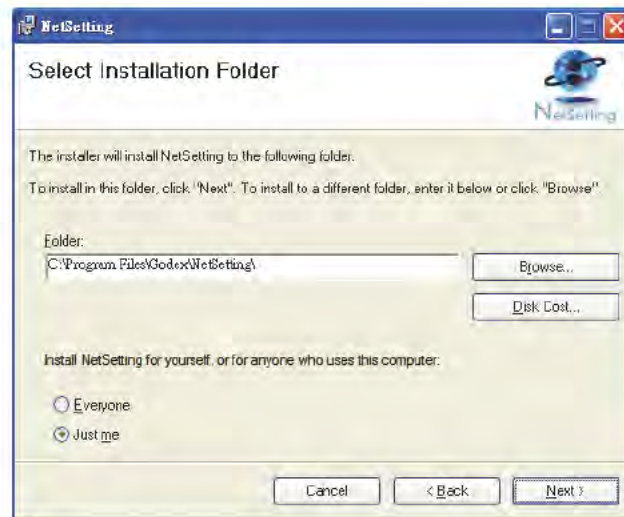 NetSetting
Select Installation Folder
NetSetting
The installer will install NetSetting to the following folder.
To install in this folder, click "Next". To install to a different folder, enter it below or click "Browse"
Folder:
C:\Program Files\Godex\NetSetting\
Browse...
Disk Cost...
Install NetSetting for yourself, or for anyone who uses this computer:
Everyone
Just me
Cancel
< Back
Next >